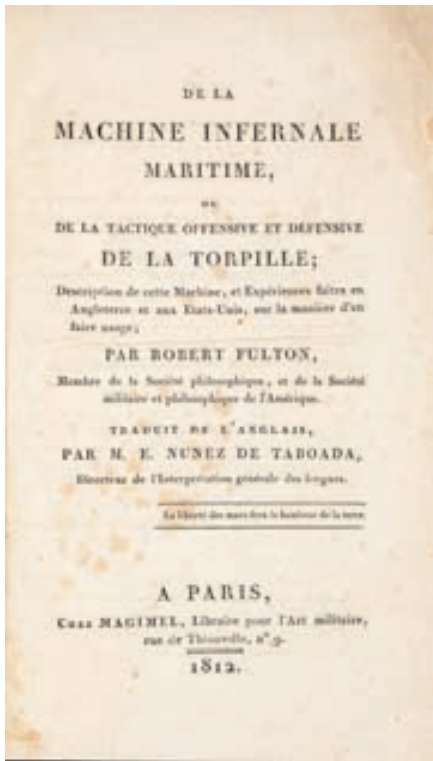 DE LA
MACHINE INFERNALE
MARITIME,
OU
DE LA TACTIQUE OFFENSIVE ET DÉFENSIVE
DE LA TORPILLE;
Description de cette Machine, et Expériences faites en
Angleterre et aux Etats-Unis, sur la manière d'en
faire usage;
PAR ROBERT FULTON,
Membre de la Société philosophique, et de la Société
militaire et philosophique de l'Amérique.
TRADUIT DE L'ANGLAIS,
PAR M. E. NUNEZ DE TABOADA,
Directeur de l'Interprétation générale des langues.
La liberté des mers fera le bonheur de la terre
A PARIS,
Chez MAGIMEL, Libraire pour l'Art militaire,
rue de Thionville, n° 9.
1812.